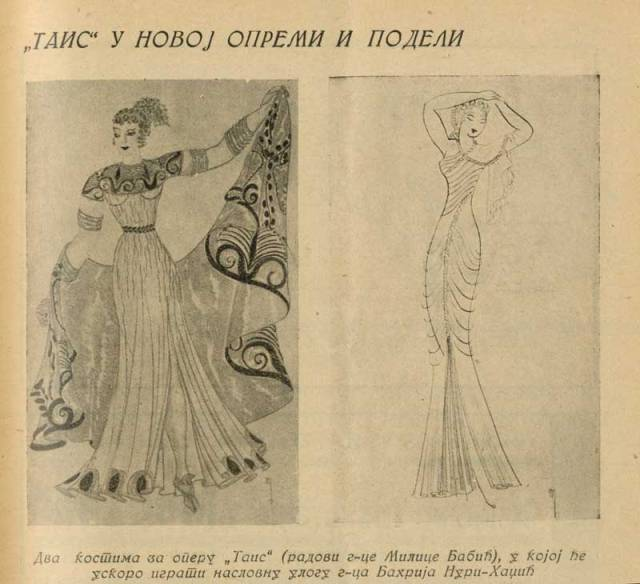 „ТАИС“ У НОВОЈ ОПРЕМИ И ПОДЕЛИ
Два костима за оперу „Таис“ (радови г-це Милице Бабић), у којој ће
ускоро играти насловну улогу г-ца Бахрија Нури-Хаџић